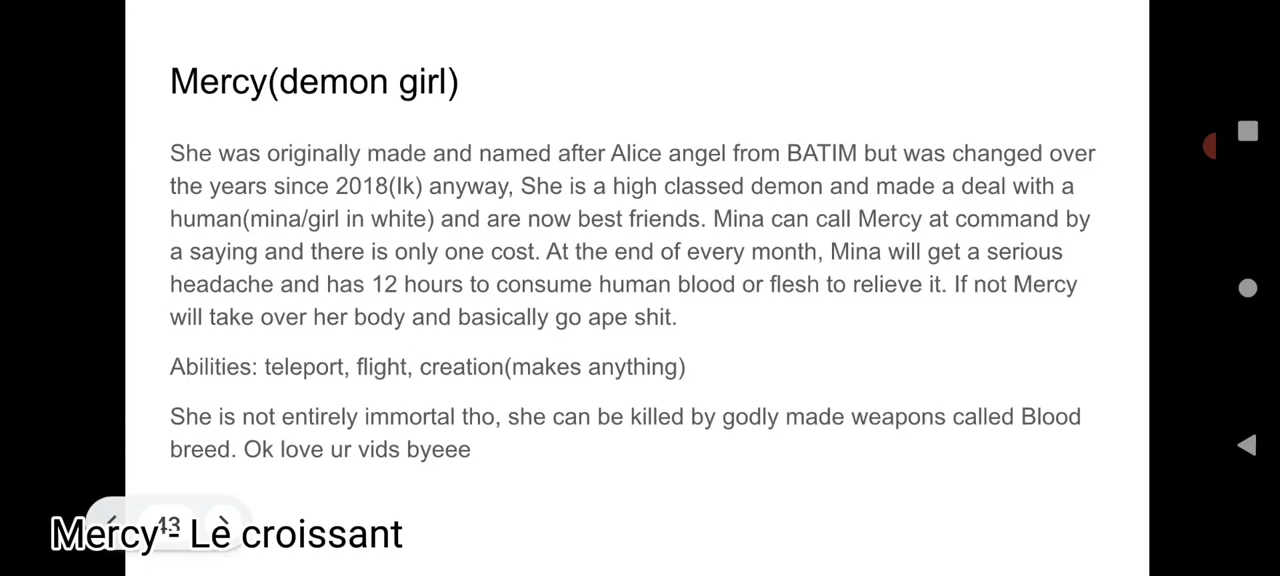 Mercy(demon girl)
She was originally made and named after Alice angel from BATIM but was changed over
the years since 2018(Ik) anyway, She is a high classed demon and made a deal with a
human(mina/girl in white) and are now best friends. Mina can call Mercy at command by
a saying and there is only one cost. At the end of every month, Mina will get a serious
headache and has 12 hours to consume human blood or flesh to relieve it. If not Mercy
will take over her body and basically go ape shit.
Abilities: teleport, flight, creation(makes anything)
She is not entirely immortal tho, she can be killed by godly made weapons called Blood
breed. Ok love ur vids byeee
43
Mercy - Lè croissant